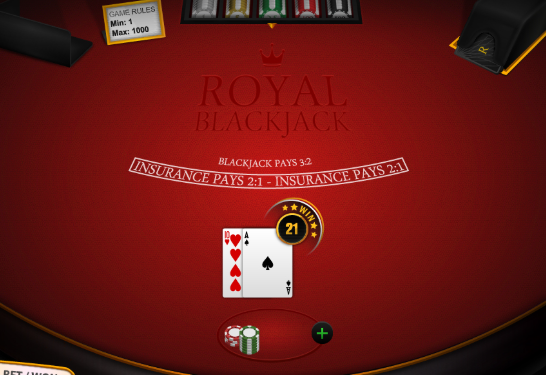 GAME RULES
Min: 1
Max: 1000
R
ROYAL
BLACKJACK
BLACKJACK PAYS 3:2
INSURANCE PAYS 2:1 - INSURANCE PAYS 2:1
WIN
21
10
A
A
+
BET / WON